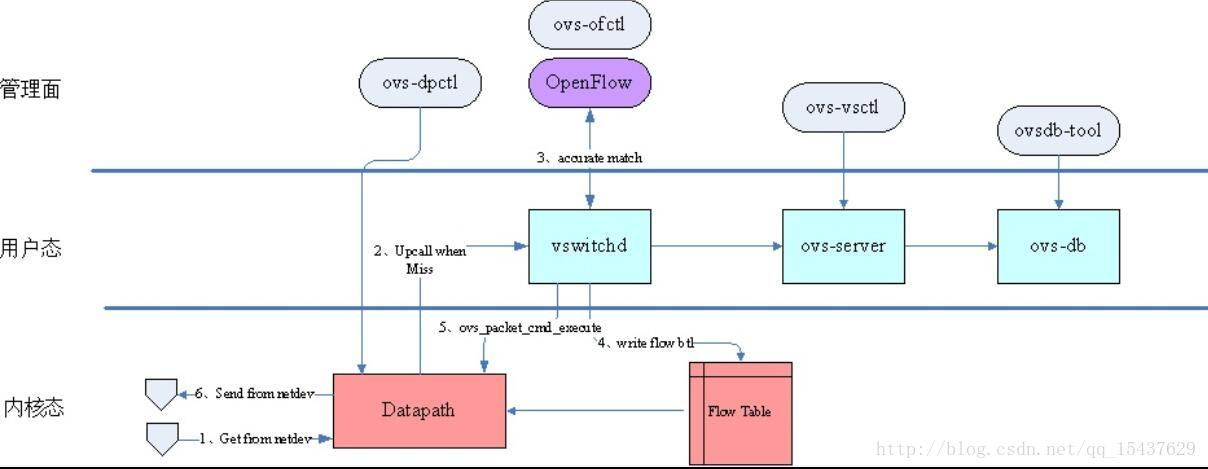 ovs-ofctl
管理面
ovs-dpctl
OpenFlow
ovs-vsctl
ovsdb-tool
3、accurate match
用户态
2、Upcall when
Miss
vswitchd
ovs-server
ovs-db
5、ovs_packet_cmd_execute
4、write flow btl
内核态
6、Send from netdev
Datapath
Flow Table
1、Get from netdev
http://blog.csdn.net/qq_15437629